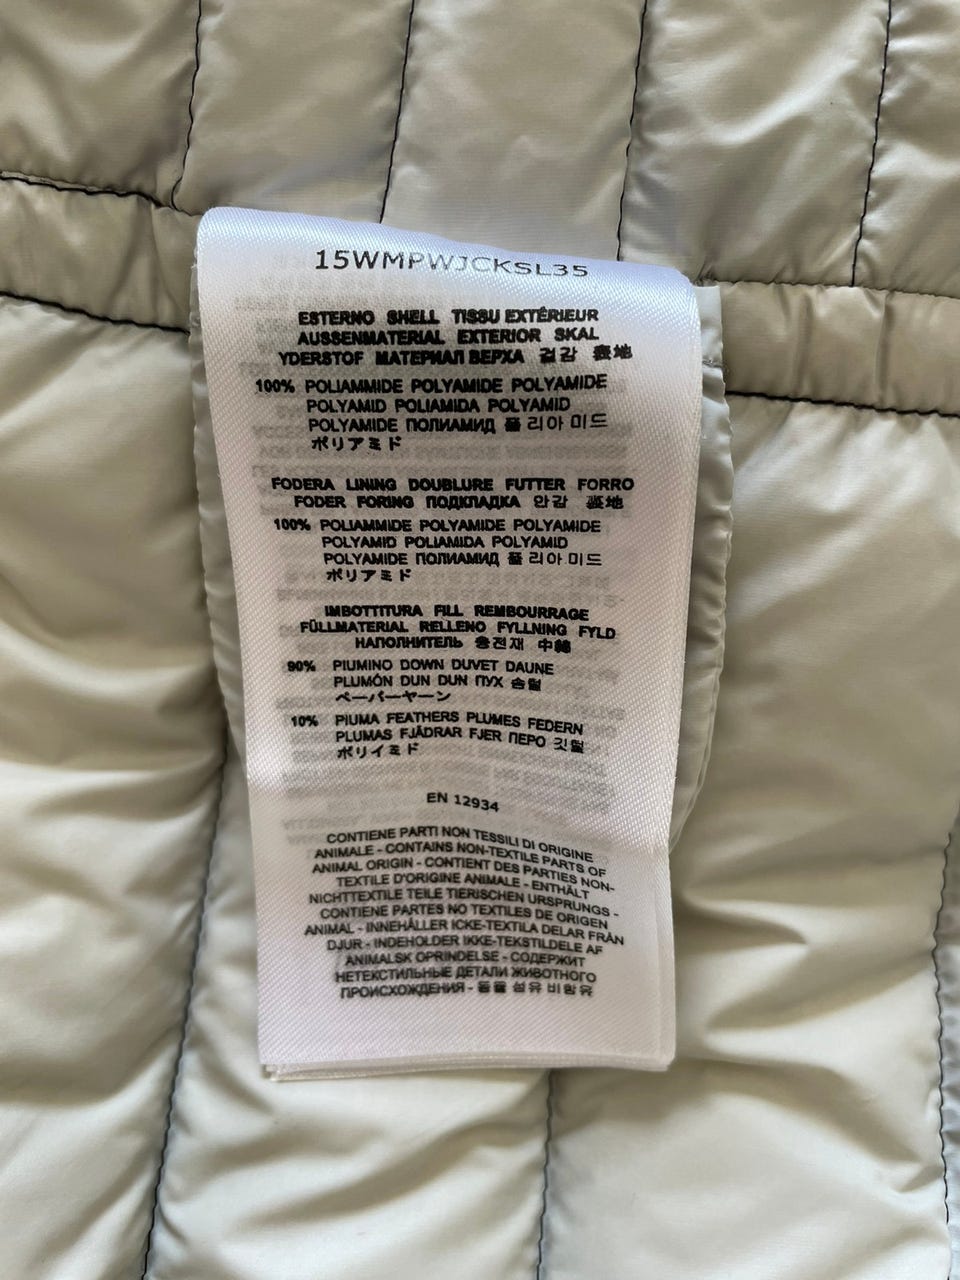 15WMPWJCKSL35
ESTERNO SHELL TISSU EXTÉRIEUR
AUSSENMATERIAL EXTERIOR SKAL
YDERSTOF МАТЕРИАЛ ВЕРХА 겉감 表地
100% POLIAMMIDE POLYAMIDE POLYAMIDE
POLYAMID POLIAMIDA POLYAMID
POLYAMIDE ПОЛИАМИД 폴리아미드
ポリアミド
FODERA LINING DOUBLURE FUTTER FORRO
FODER FORING ПОДКЛАДКА 안감
100% POLIAMMIDE POLYAMIDE POLYAMIDE
POLYAMID POLIAMIDA POLYAMID
POLYAMIDE ПОЛИАМИД 폴리아미드
ポリアミド
IMBOTTITURA FILL REMBOURRAGE
FÜLLMATERIAL RELLENO FYLLNING FYLD
НАПОЛНИТЕЛЬ 충전재 中綿
90% PIUMINO DOWN DUVET DAUNE
PLUMÓN DUN DUN ПУХ 솜털
ペーパーヤーン
10% PIUMA FEATHERS PLUMES FEDERN
PLUMAS FJÄDRAR FJER ПЕРО 깃털
ポリイミド
EN 12934
CONTIENE PARTI NON TESSILI DI ORIGINE
ANIMALE - CONTAINS NON-TEXTILE PARTS OF
ANIMAL ORIGIN - CONTIENT DES PARTIES NON-
TEXTILE D'ORIGINE ANIMALE - ENTHÄLT
NICHTTEXTILE TEILE TIERISCHEN URSPRUNGS -
CONTIENE PARTES NO TEXTILES DE ORIGEN
ANIMAL - INNEHÅLLER ICKE-TEXTILA DELAR FRÅN
DJUR - INDEHOLDER IKKE-TEKSTILDELE AF
ANIMALSK OPRINDELSE - СОДЕРЖИТ
НЕТЕКСТИЛЬНЫЕ ДЕТАЛИ ЖИВОТНОГО
ПРОИСХОЖДЕНИЯ - 동물 섬유 비함유